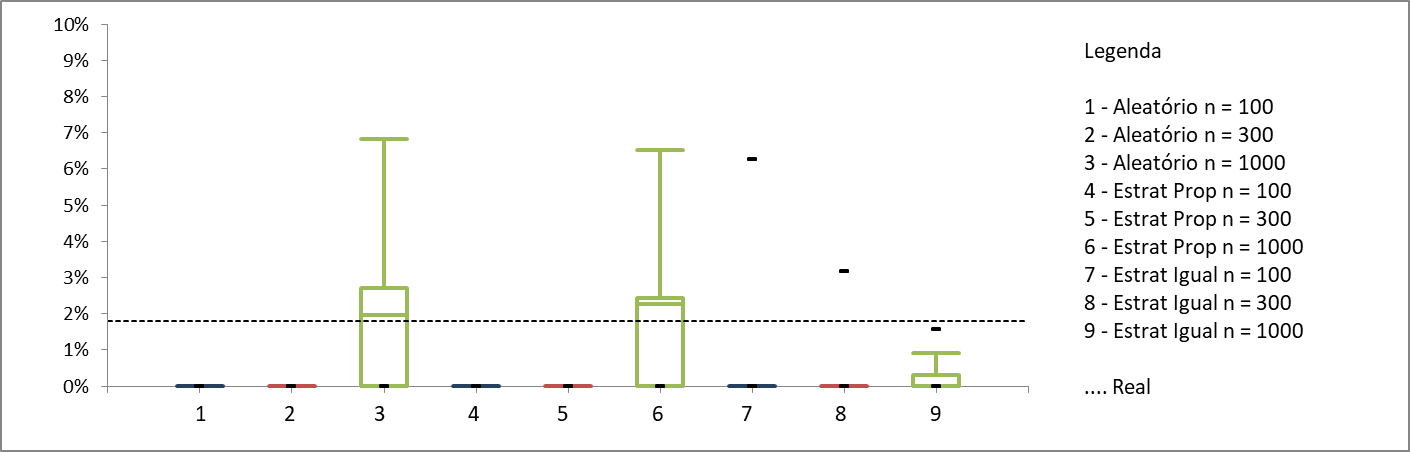 10%
9%
8%
7%
6%
5%
4%
3%
2%
1%
0%
1 2 3 4 5 6 7 8 9
Legenda
1 - Aleatório n = 100
2 - Aleatório n = 300
3 - Aleatório n = 1000
4 - Estrat Prop n = 100
5 - Estrat Prop n = 300
6 - Estrat Prop n = 1000
7 - Estrat Igual n = 100
8 - Estrat Igual n = 300
9 - Estrat Igual n = 1000
.... Real